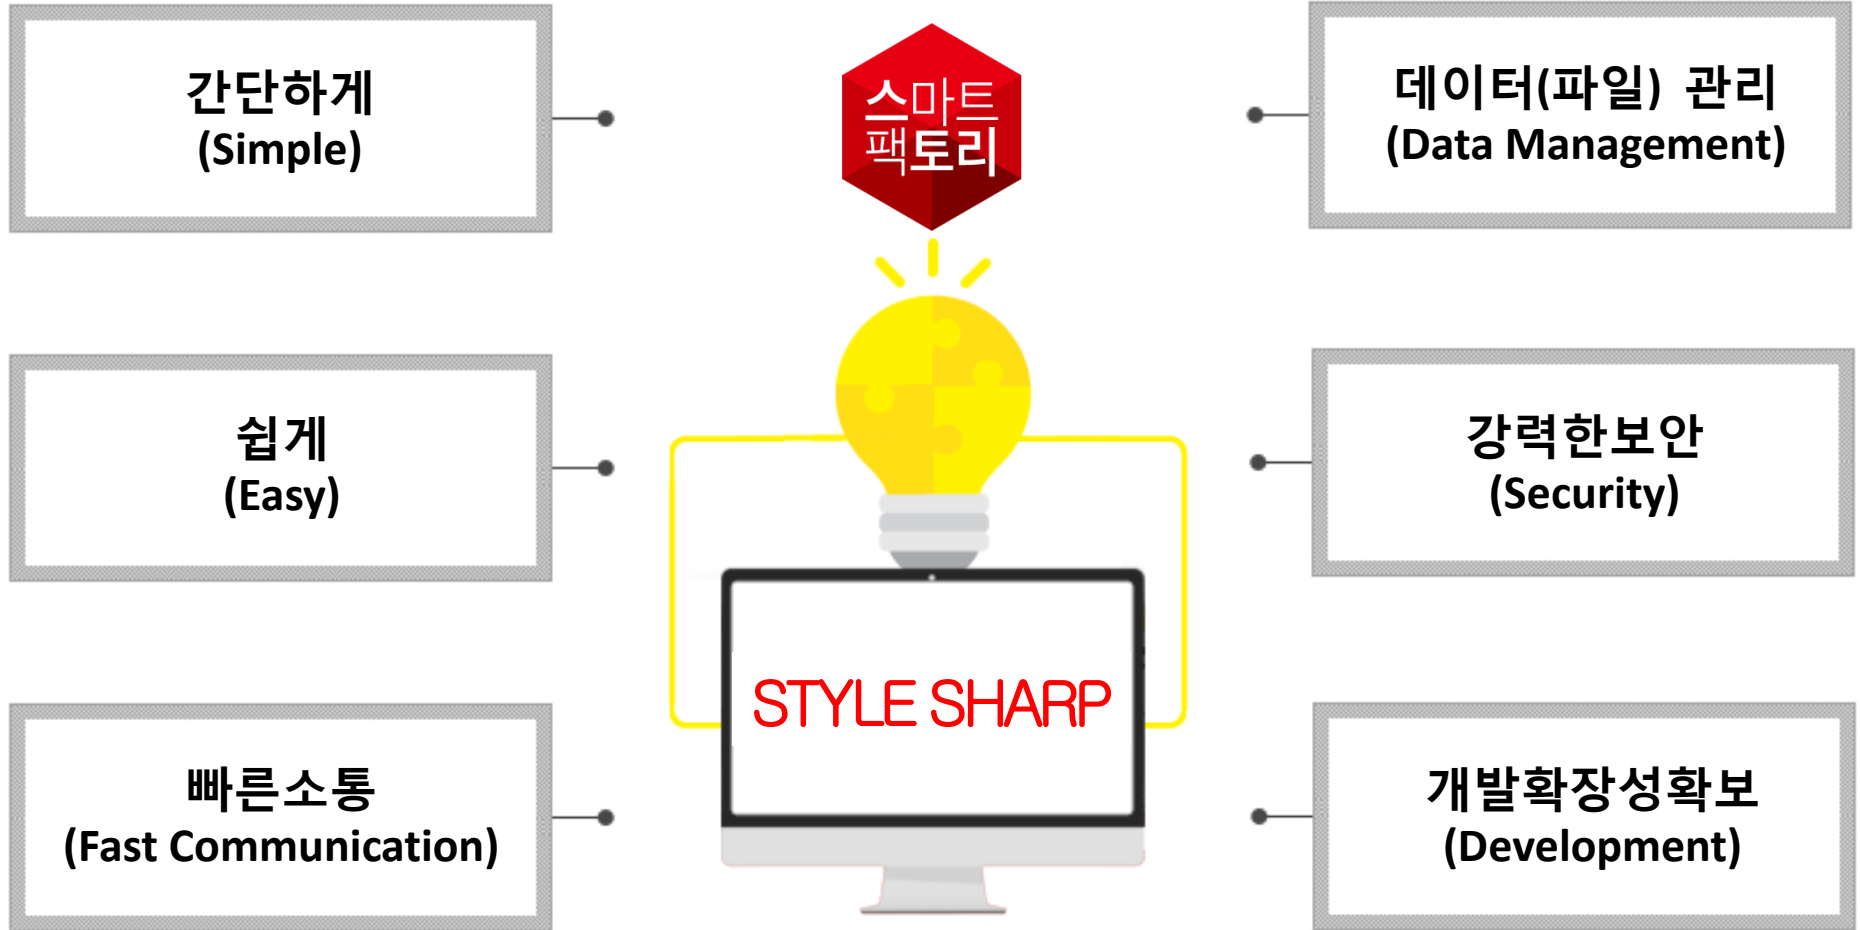 간단하게
(Simple)
쉽게
(Easy)
빠른소통
(Fast Communication)
스마트
팩토리
STYLE SHARP
데이터(파일) 관리
(Data Management)
강력한보안
(Security)
개발확장성확보
(Development)